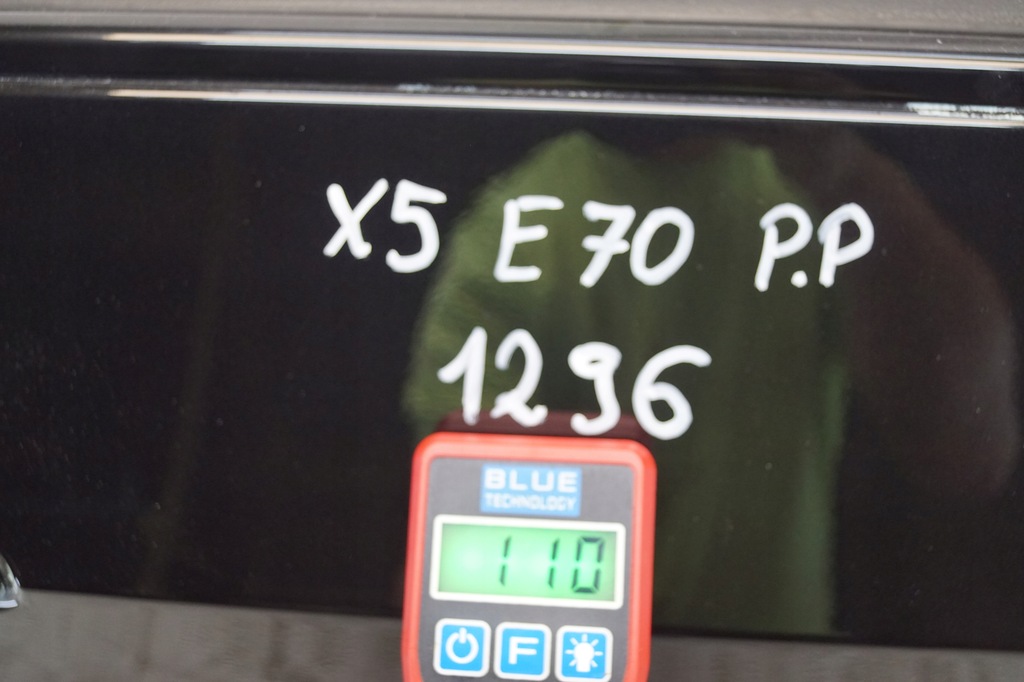 X5 E70 P.P
1296
BLUE
TECHNOLOGY
110
F